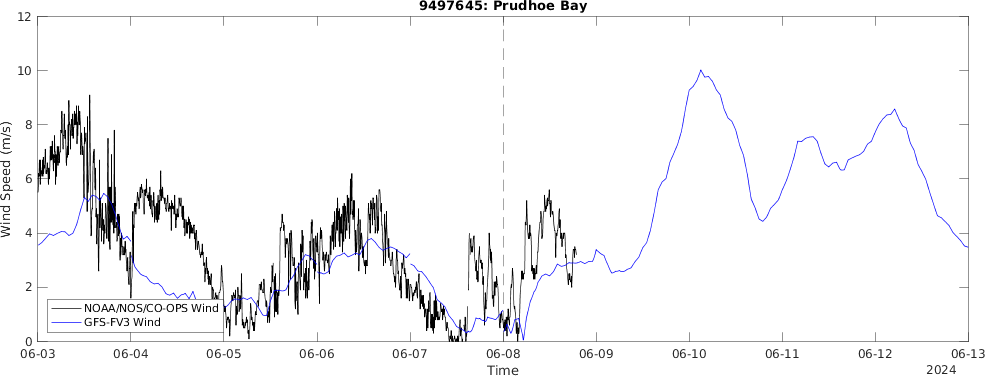 9497645: Prudhoe Bay
12
10
8
6
4
2
0
Wind Speed (m/s)
NOAA/NOS/CO-OPS Wind
GFS-FV3 Wind
06-03 06-04 06-05 06-06 06-07 06-08 06-09 06-10 06-11 06-12 06-13
Time
2024